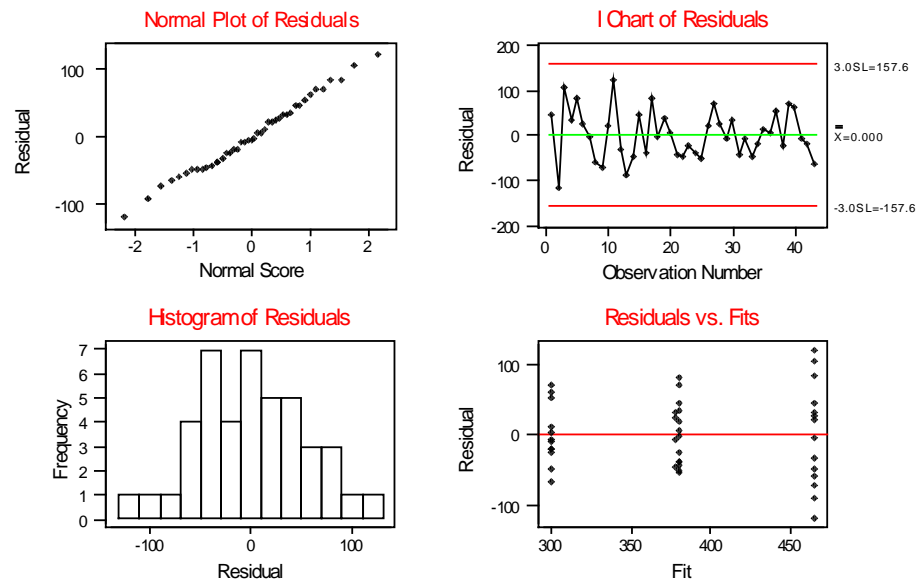 Normal Plot of Residuals
Residual
100
0
-100
-2
-1
0
1
2
Normal Score
I Chart of Residuals
Residual
200
100
0
-100
-200
3.0SL=157.6
X=0.000
-3.0SL=-157.6
0
10
20
30
40
Observation Number
Histogram of Residuals
Frequency
7
6
5
4
3
2
1
0
-100
0
100
Residual
Residuals vs. Fits
Residual
100
0
-100
300
350
400
450
Fit